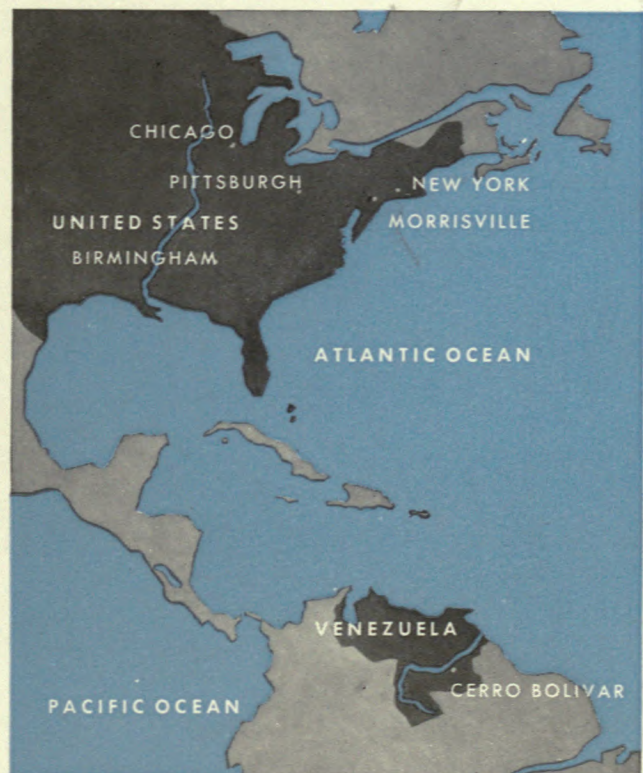 CHICAGO
PITTSBURGH
NEW YORK
UNITED STATES
MORRISVILLE
BIRMINGHAM
ATLANTIC OCEAN
VENEZUELA
CERRO BOLIVAR
PACIFIC OCEAN